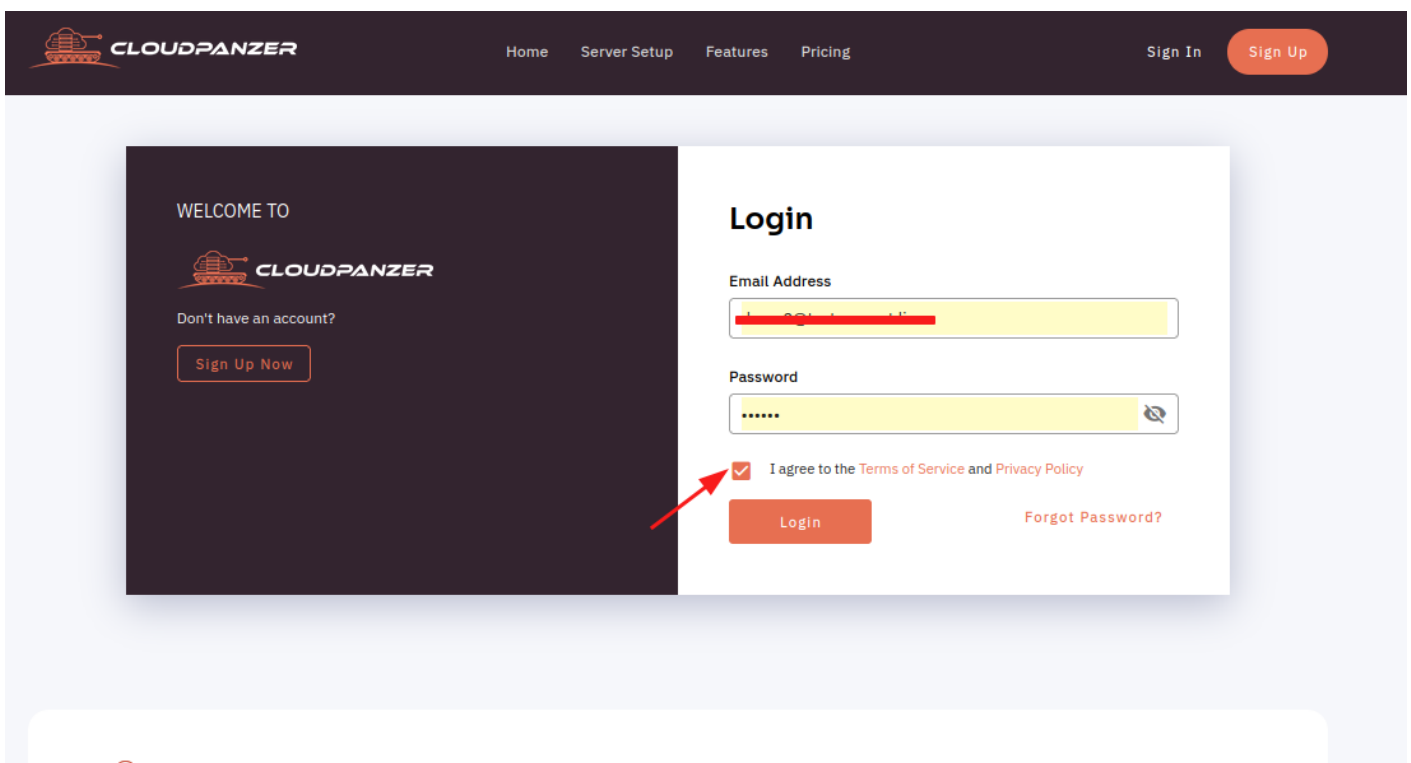 CLOUDPANZER Home Server Setup Features Pricing Sign In Sign Up
WELCOME TO
CLOUDPANZER
Don't have an account?
Sign Up Now
Login
Email Address
Password
I agree to the Terms of Service and Privacy Policy
Login Forgot Password?